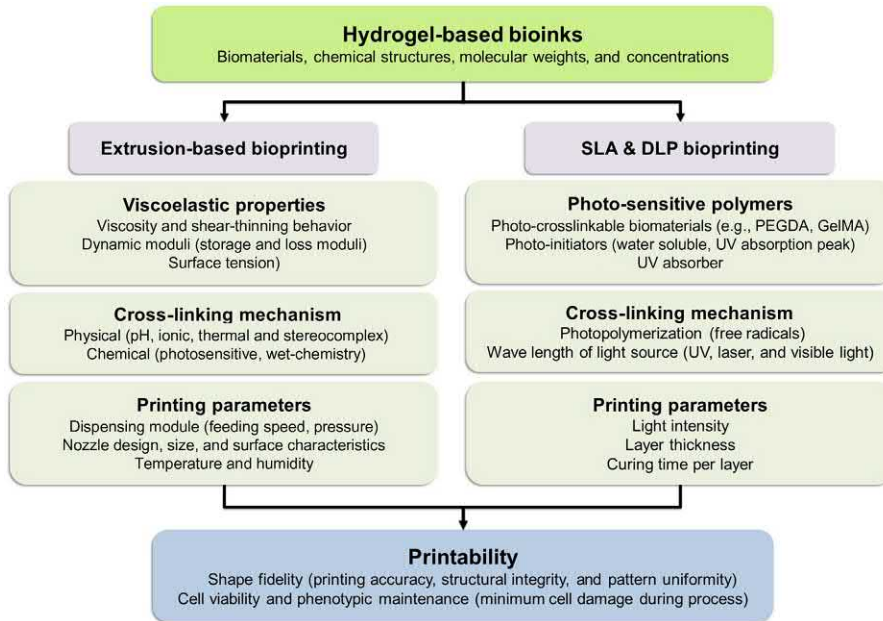 Hydrogel-based bioinks
Biomaterials, chemical structures, molecular weights, and concentrations
Extrusion-based bioprinting
Viscoelastic properties
Viscosity and shear-thinning behavior
Dynamic moduli (storage and loss moduli)
Surface tension)
Cross-linking mechanism
Physical (pH, ionic, thermal and stereocomplex)
Chemical (photosensitive, wet-chemistry)
Printing parameters
Dispensing module (feeding speed, pressure)
Nozzle design, size, and surface characteristics
Temperature and humidity
SLA & DLP bioprinting
Photo-sensitive polymers
Photo-crosslinkable biomaterials (e.g., PEGDA, GelMA)
Photo-initiators (water soluble, UV absorption peak)
UV absorber
Cross-linking mechanism
Photopolymerization (free radicals)
Wave length of light source (UV, laser, and visible light)
Printing parameters
Light intensity
Layer thickness
Curing time per layer
Printability
Shape fidelity (printing accuracy, structural integrity, and pattern uniformity)
Cell viability and phenotypic maintenance (minimum cell damage during process)